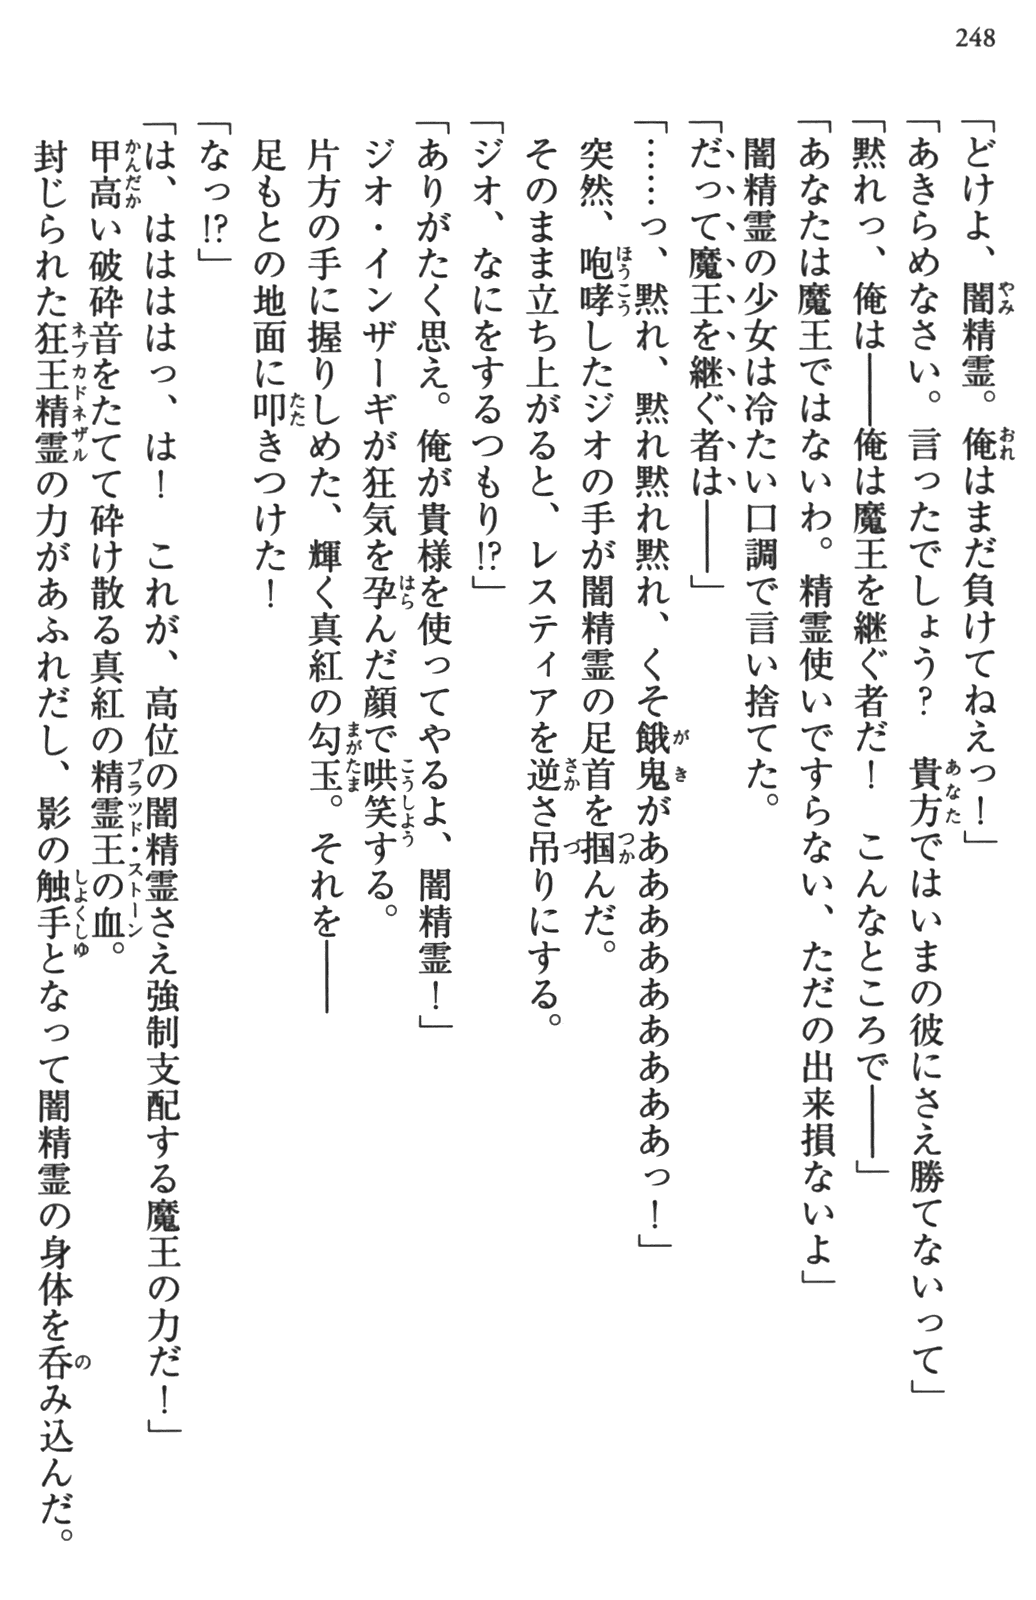 248
「どけよ、闇精霊。俺はまだ負けてねえっ！」
「あきらめなさい。言ったでしょう？　貴方ではいまの彼にさえ勝てないって」
「黙れっ、俺は――俺は魔王を継ぐ者だ！　こんなところで――」
「あなたは魔王ではないわ。精霊使いですらない、ただの出来損ないよ」
闇精霊の少女は冷たい口調で言い捨てた。
「だって魔王を継ぐ者は――」
「……っ、黙れ、黙れ黙れ黙れ、くそ餓鬼がああああああああああっ！」
突然、咆哮したジオの手が闇精霊の足首を掴んだ。
そのまま立ち上がると、レスティアを逆さ吊りにする。
「ジオ、なにをするつもり!?」
「ありがたく思え。俺が貴様を使ってやるよ、闇精霊！」
ジオ・インザーギが狂気を孕んだ顔で哄笑する。
片方の手に握りしめた、輝く真紅の勾玉。それを――
足もとの地面に叩きつけた！
「なっ!?」
「は、はははっ、は！　これが、高位の闇精霊さえ強制支配する魔王の力だ！」
甲高い破砕音をたてて砕け散る真紅の精霊王の血。
封じられた狂王精霊の力があふれだし、影の触手となって闇精霊の身体を呑み込んだ。